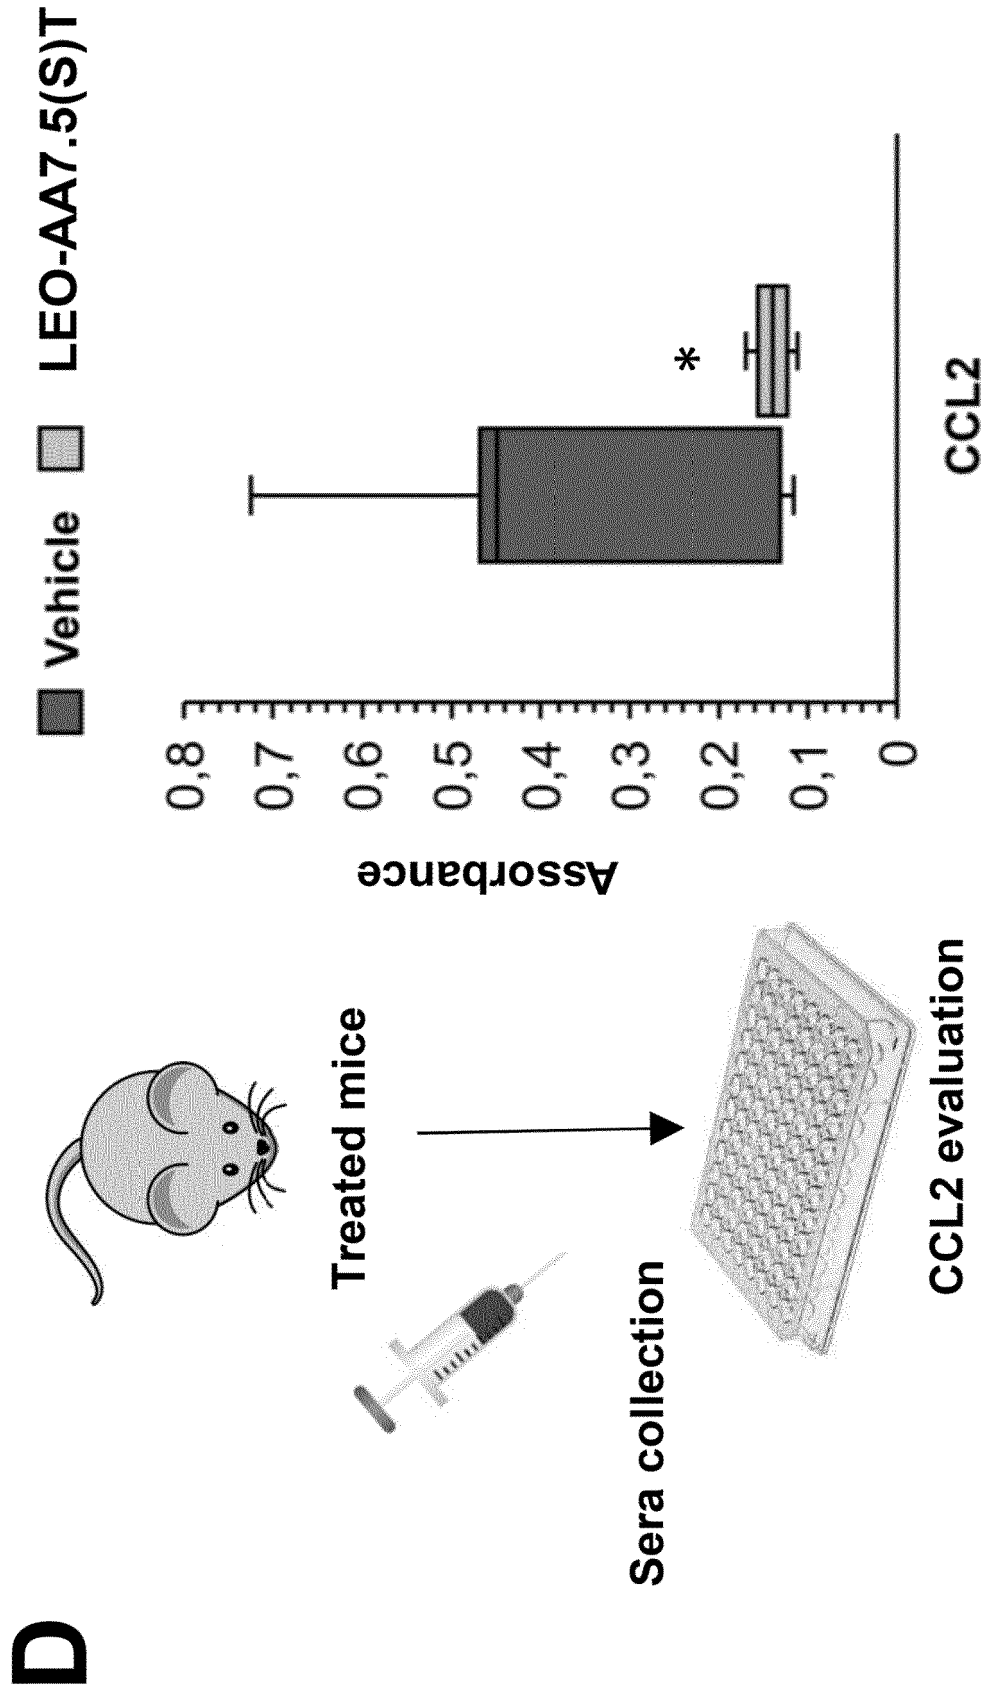 D
Treated mice
Sera collection
CCL2 evaluation
Vehicle
LEO-AA7.5(S)T
Assorbance
0,8
0,7
0,6
0,5
0,4
0,3
0,2
0,1
0
*
CCL2